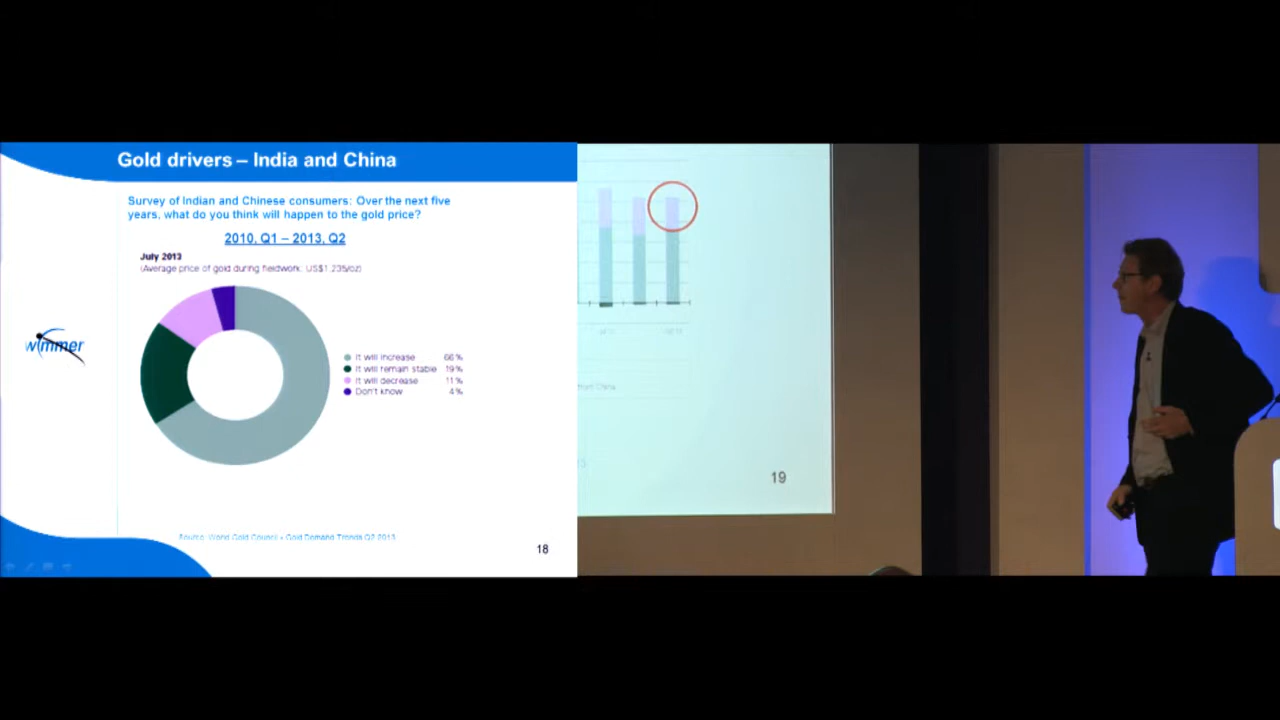 Gold drivers – India and China
Survey of Indian and Chinese consumers: Over the next five
years, what do you think will happen to the gold price?
2010, Q1 – 2013, Q2
July 2013
(Average price of gold during fieldwork: US$1,235/oz)
It will increase 66%
It will remain stable 19%
It will decrease 11%
Don't know 4%
wimmer
Source: World Gold Council – Gold Demand Trends Q2 2013
18
from China
19